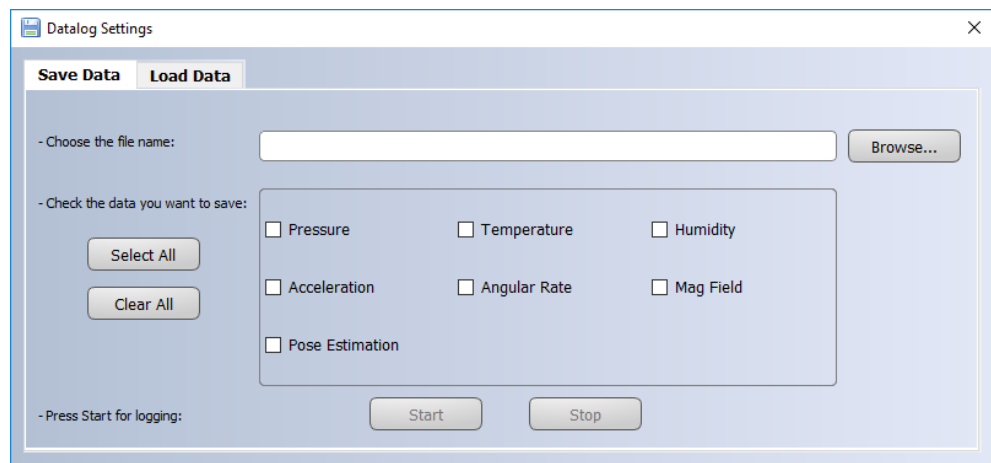 Datalog Settings
Save Data Load Data
- Choose the file name: Browse...
- Check the data you want to save:
Pressure Temperature Humidity
Select All
Acceleration Angular Rate Mag Field
Clear All
Pose Estimation
- Press Start for logging: Start Stop